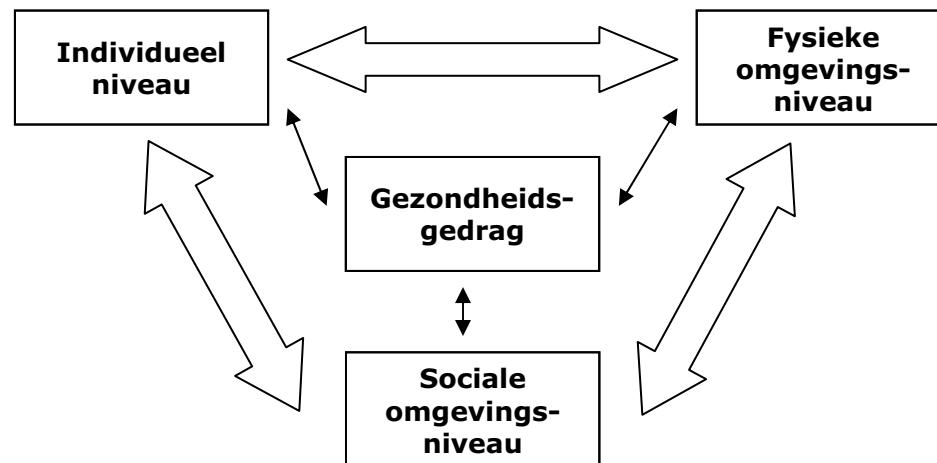 Individueel
niveau
Fysieke
omgevings-
niveau
Gezondheids-
gedrag
Sociale
omgevings-
niveau